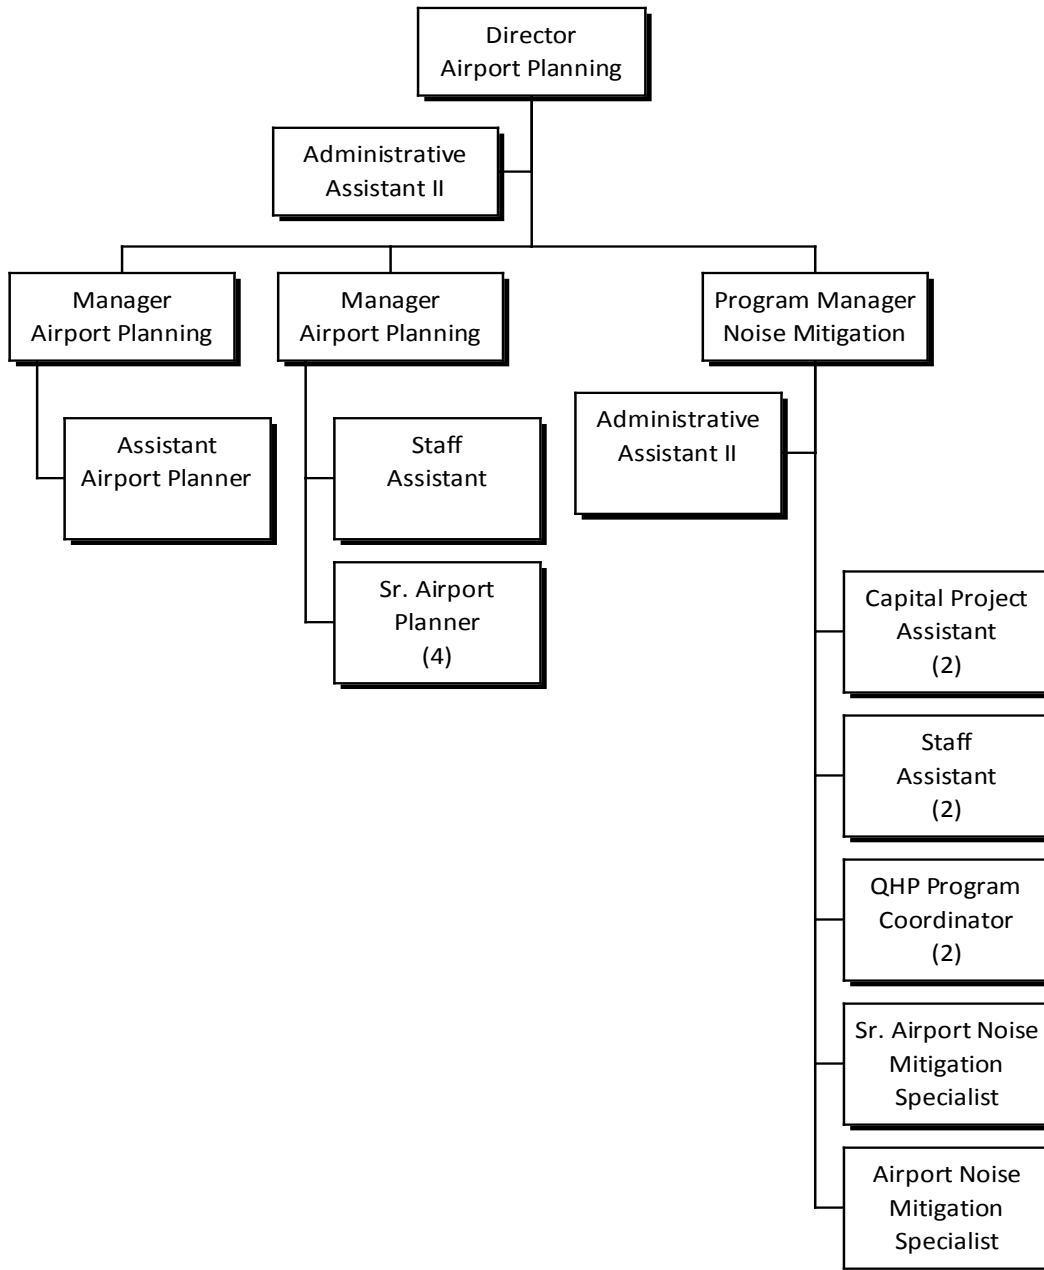 Director
Airport Planning
Administrative
Assistant II
Manager
Airport Planning
Manager
Airport Planning
Program Manager
Noise Mitigation
Assistant
Airport Planner
Staff
Assistant
Sr. Airport
Planner
(4)
Administrative
Assistant II
Capital Project
Assistant
(2)
Staff
Assistant
(2)
QHP Program
Coordinator
(2)
Sr. Airport Noise
Mitigation
Specialist
Airport Noise
Mitigation
Specialist